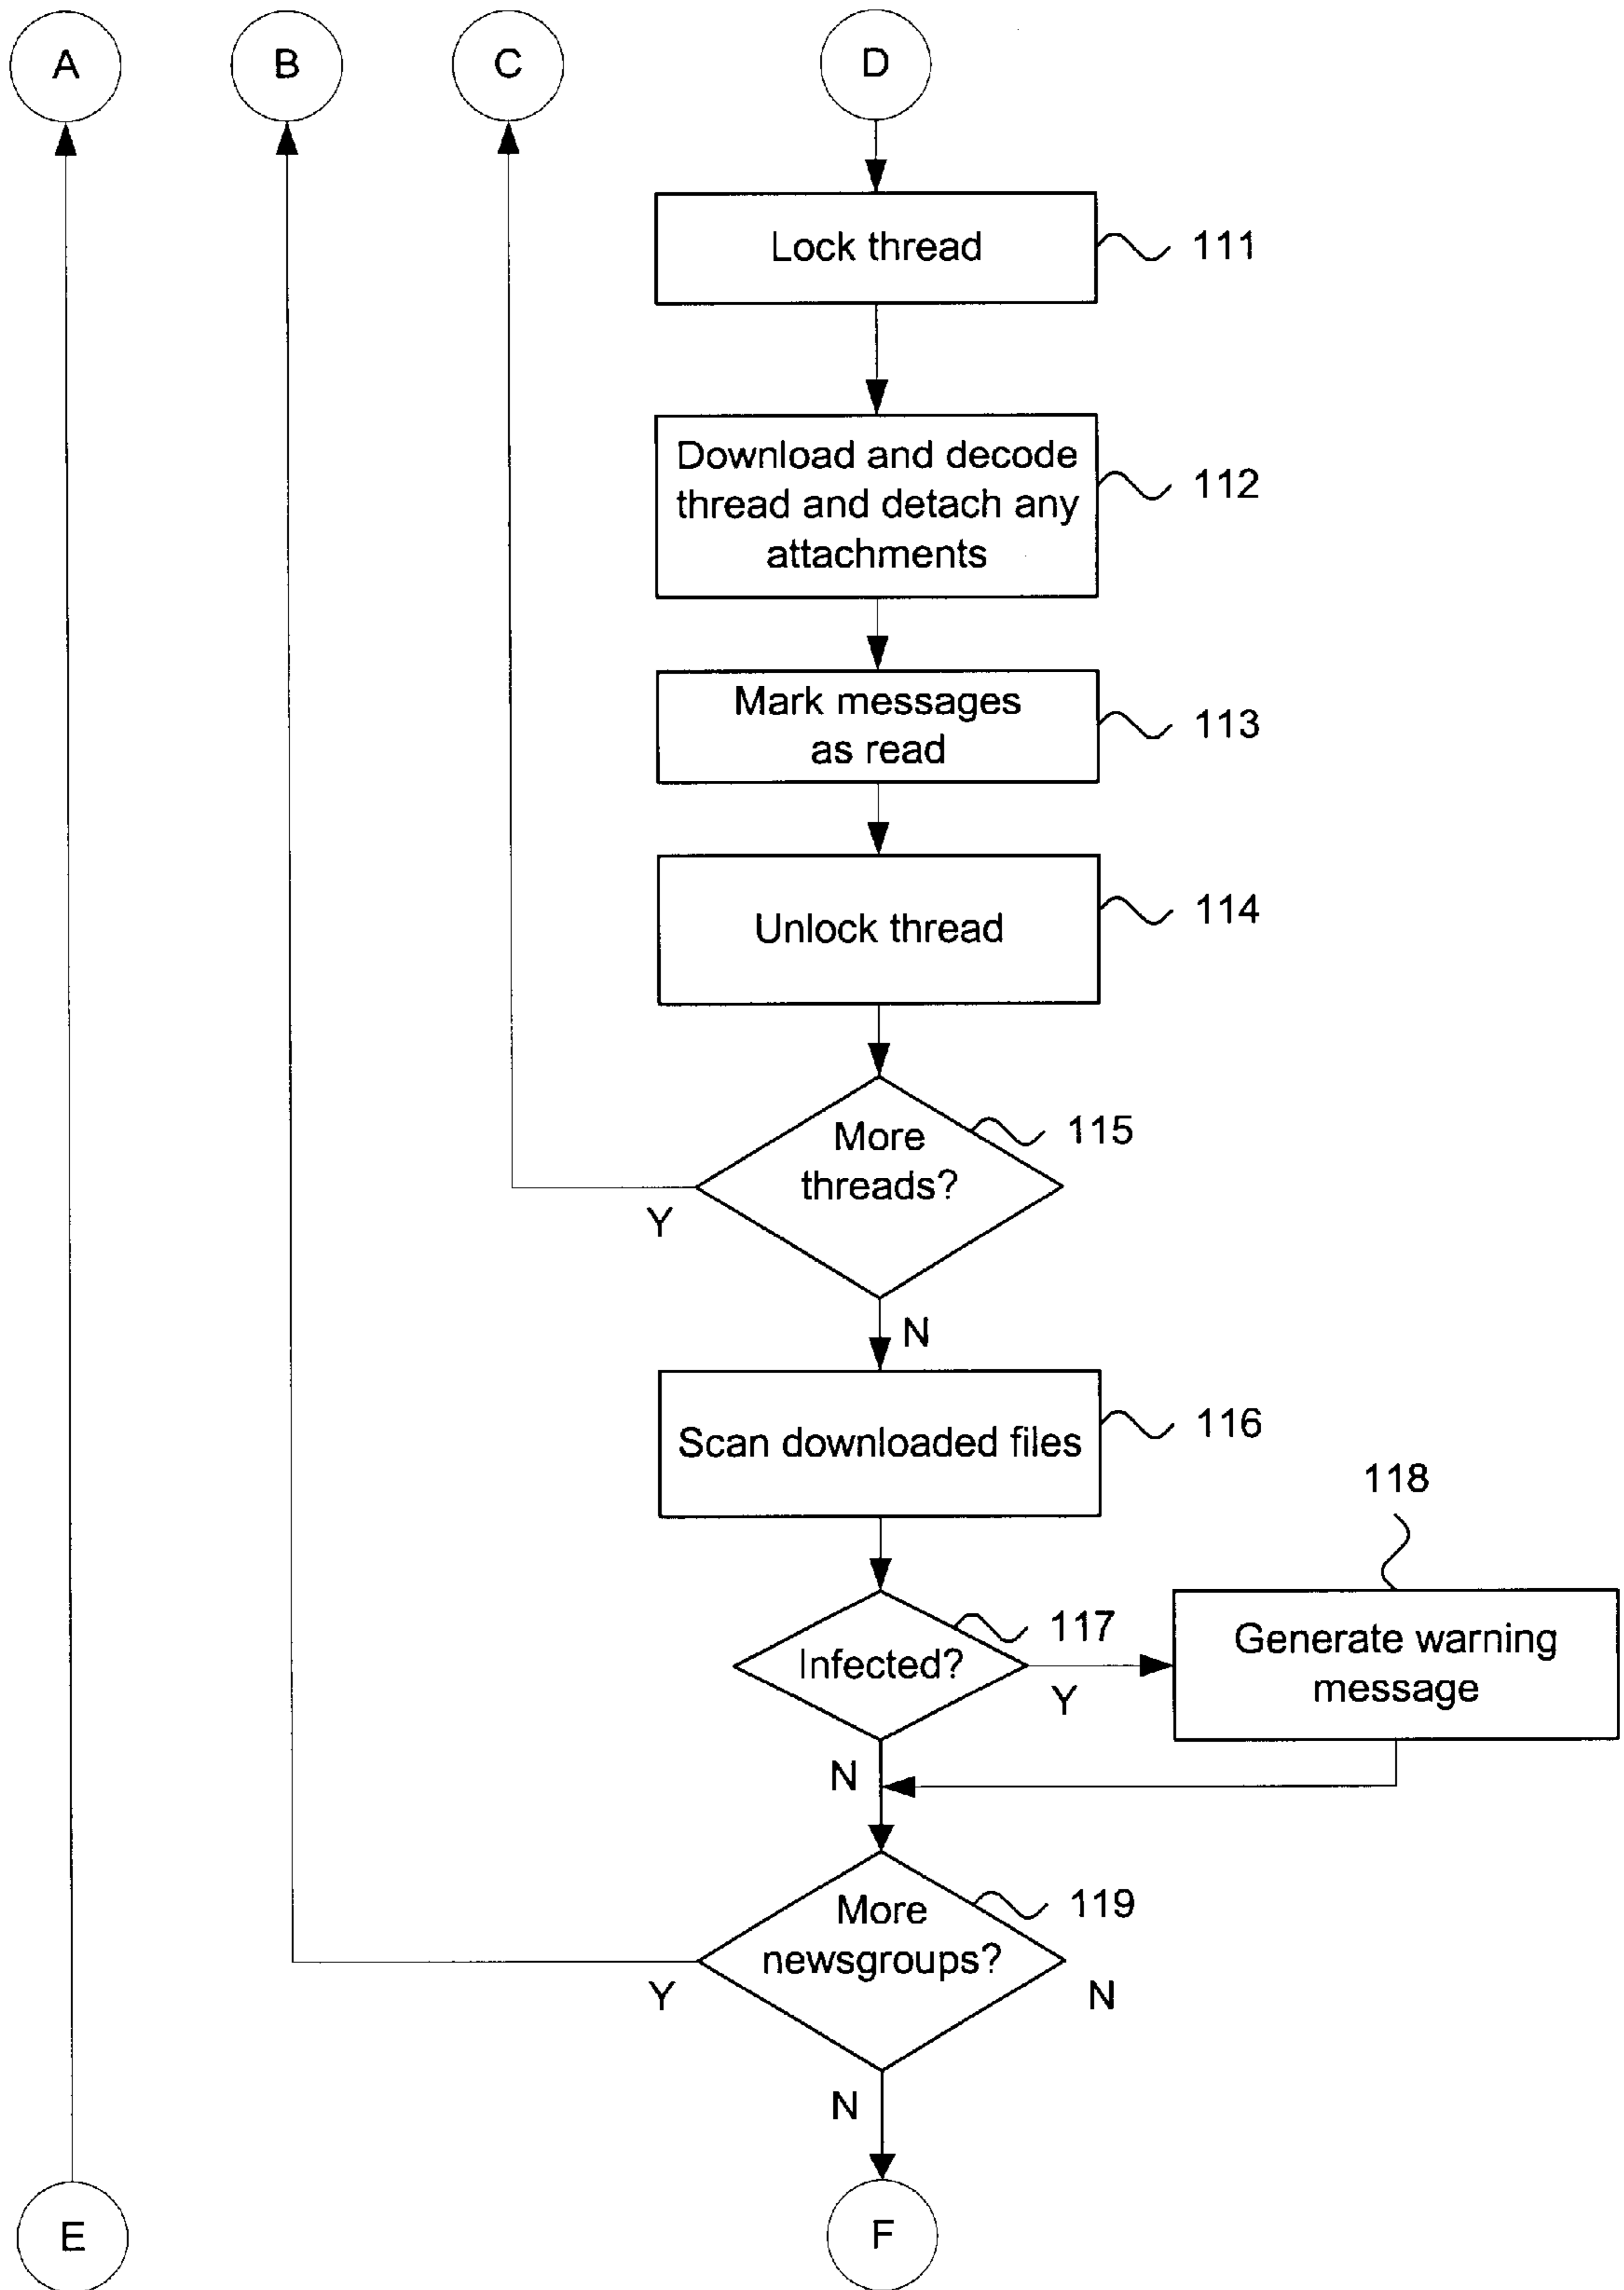 A
B
C
D
Lock thread
111
Download and decode
thread and detach any
attachments
112
Mark messages
as read
113
Unlock thread
114
More
threads?
115
Y
N
Scan downloaded files
116
118
Infected?
117
Y
Generate warning
message
N
More
newsgroups?
119
Y
N
N
E
F